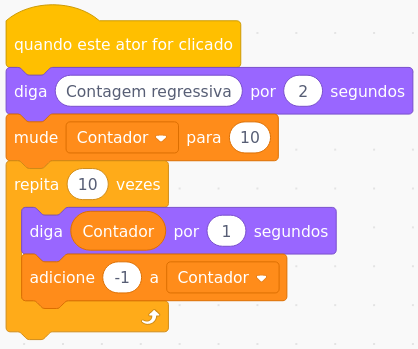 quando este ator for clicado
diga Contagem regressiva por 2 segundos
mude Contador para 10
repita 10 vezes
diga Contador por 1 segundos
adicione -1 a Contador